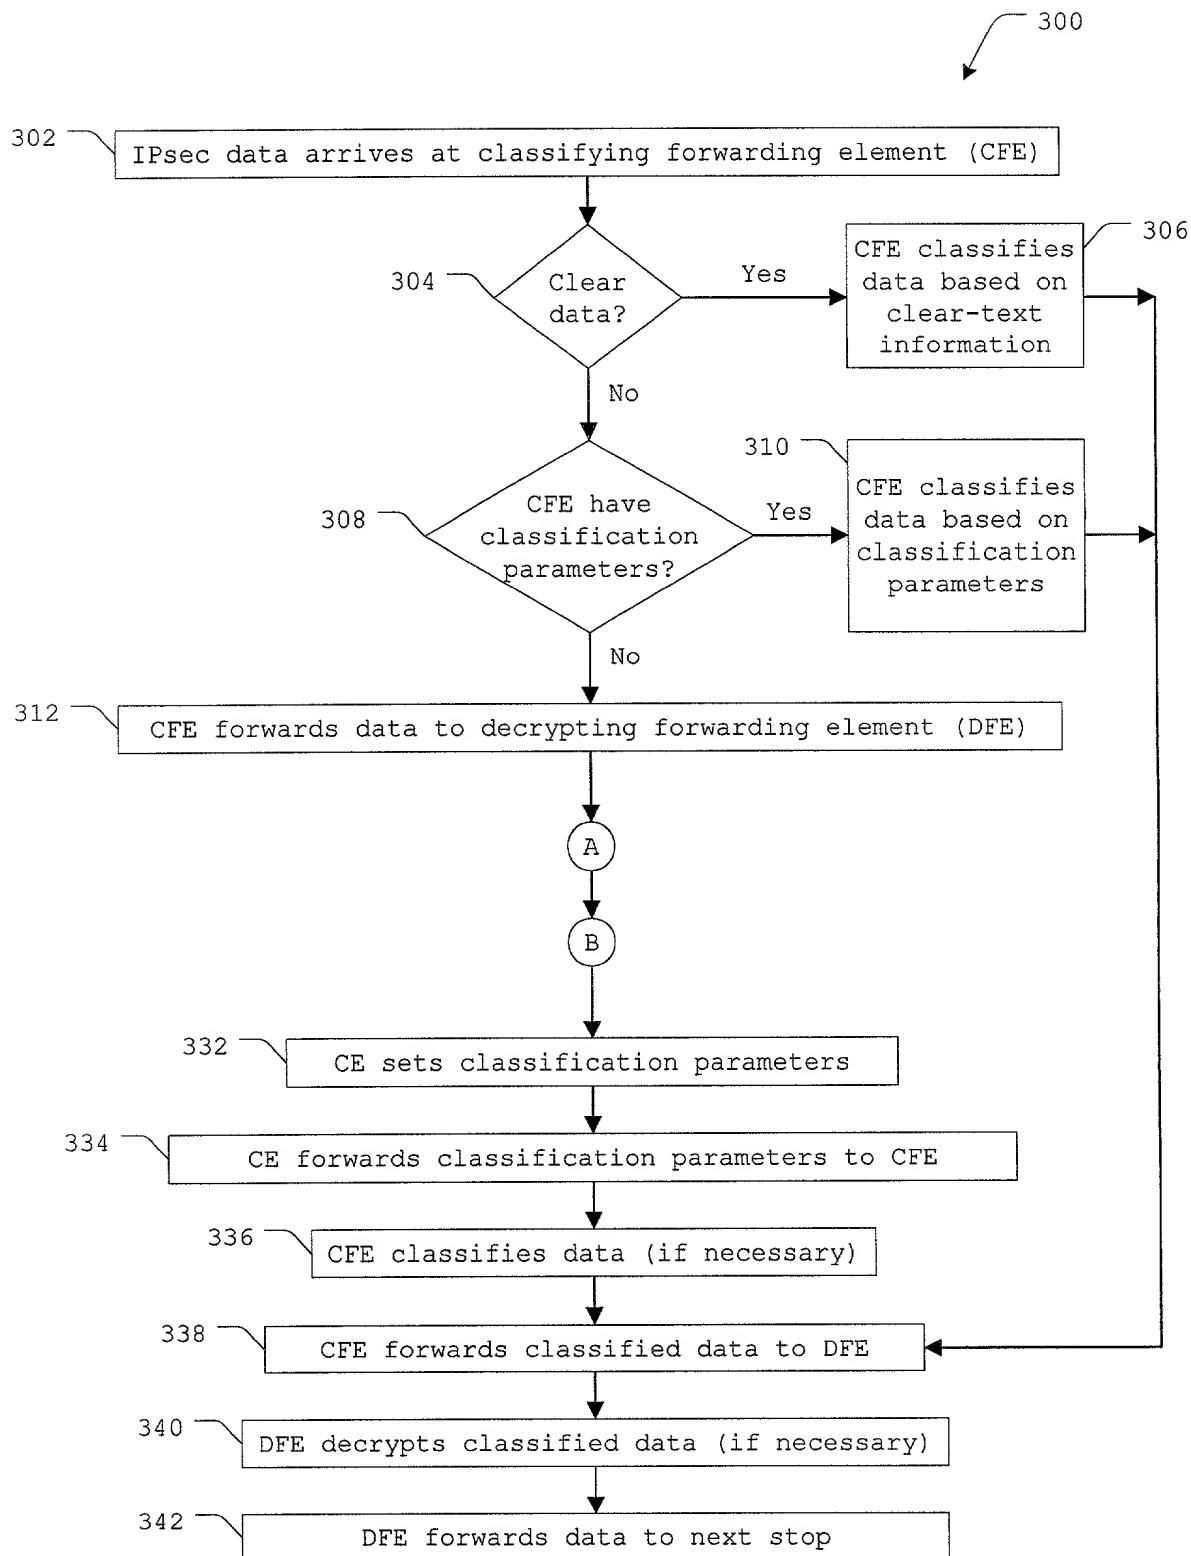 300
302
IPsec data arrives at classifying forwarding element (CFE)
304
Clear
data?
Yes
306
CFE classifies
data based on
clear-text
information
No
308
CFE have
classification
parameters?
Yes
310
CFE classifies
data based on
classification
parameters
No
312
CFE forwards data to decrypting forwarding element (DFE)
A
B
332
CE sets classification parameters
334
CE forwards classification parameters to CFE
336
CFE classifies data (if necessary)
338
CFE forwards classified data to DFE
340
DFE decrypts classified data (if necessary)
342
DFE forwards data to next stop